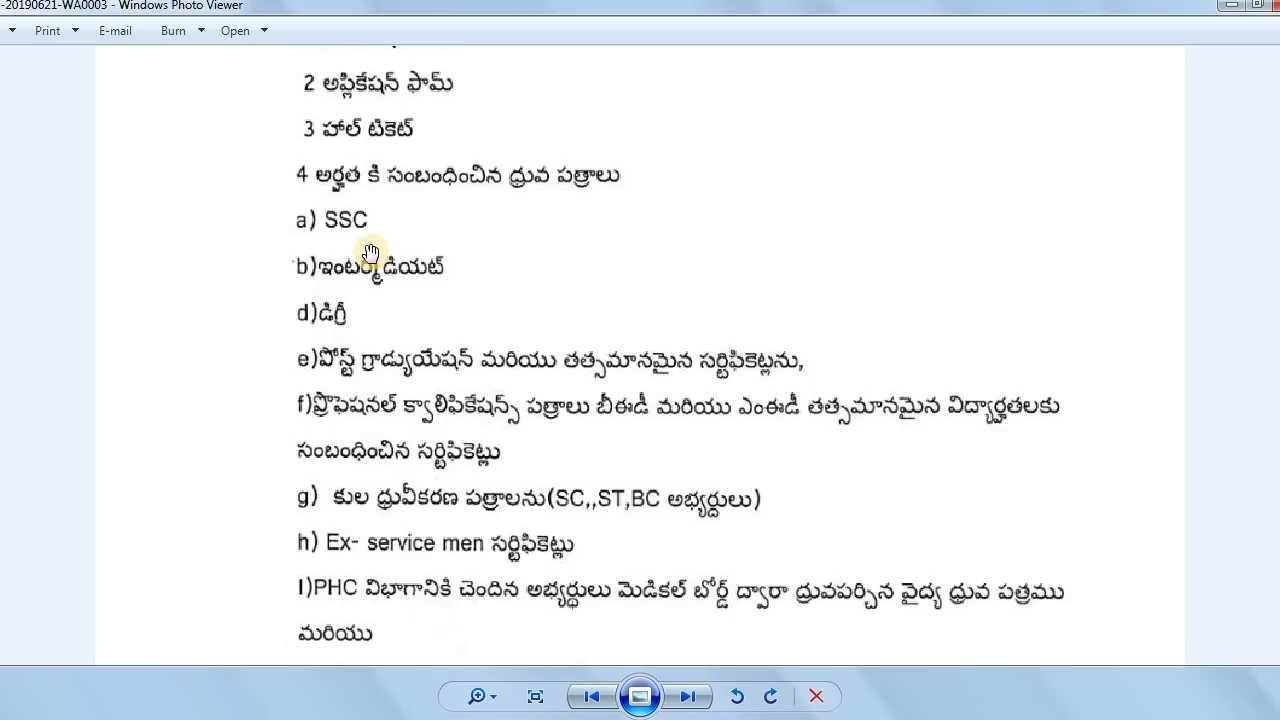 -20190621-WA0003 - Windows Photo Viewer
Print E-mail Burn Open
2 అప్లికేషన్ ఫామ్
3 హాల్ టికెట్
4 అర్హత కి సంబంధించిన ధ్రువ పత్రాలు
a) SSC
b)ఇంటర్మీడియట్
d)డిగ్రీ
e)పోస్ట్ గ్రాడ్యుయేషన్ మరియు తత్సమానమైన సర్టిఫికెట్లను,
f)ప్రొఫెషనల్ క్వాలిఫికేషన్స్ పత్రాలు బీఈడీ మరియు ఎంఈడీ తత్సమానమైన విద్యార్హతలకు
సంబంధించిన సర్టిఫికెట్లు
g) కుల ధ్రువీకరణ పత్రాలను(SC,,ST,BC అభ్యర్దులు)
h) Ex- service men సర్టిఫికెట్లు
I)PHC విభాగానికి చెందిన అభ్యర్థులు మెడికల్ బోర్డ్ ద్వారా ధ్రువపర్చిన వైద్య ధ్రువ పత్రము
మరియు